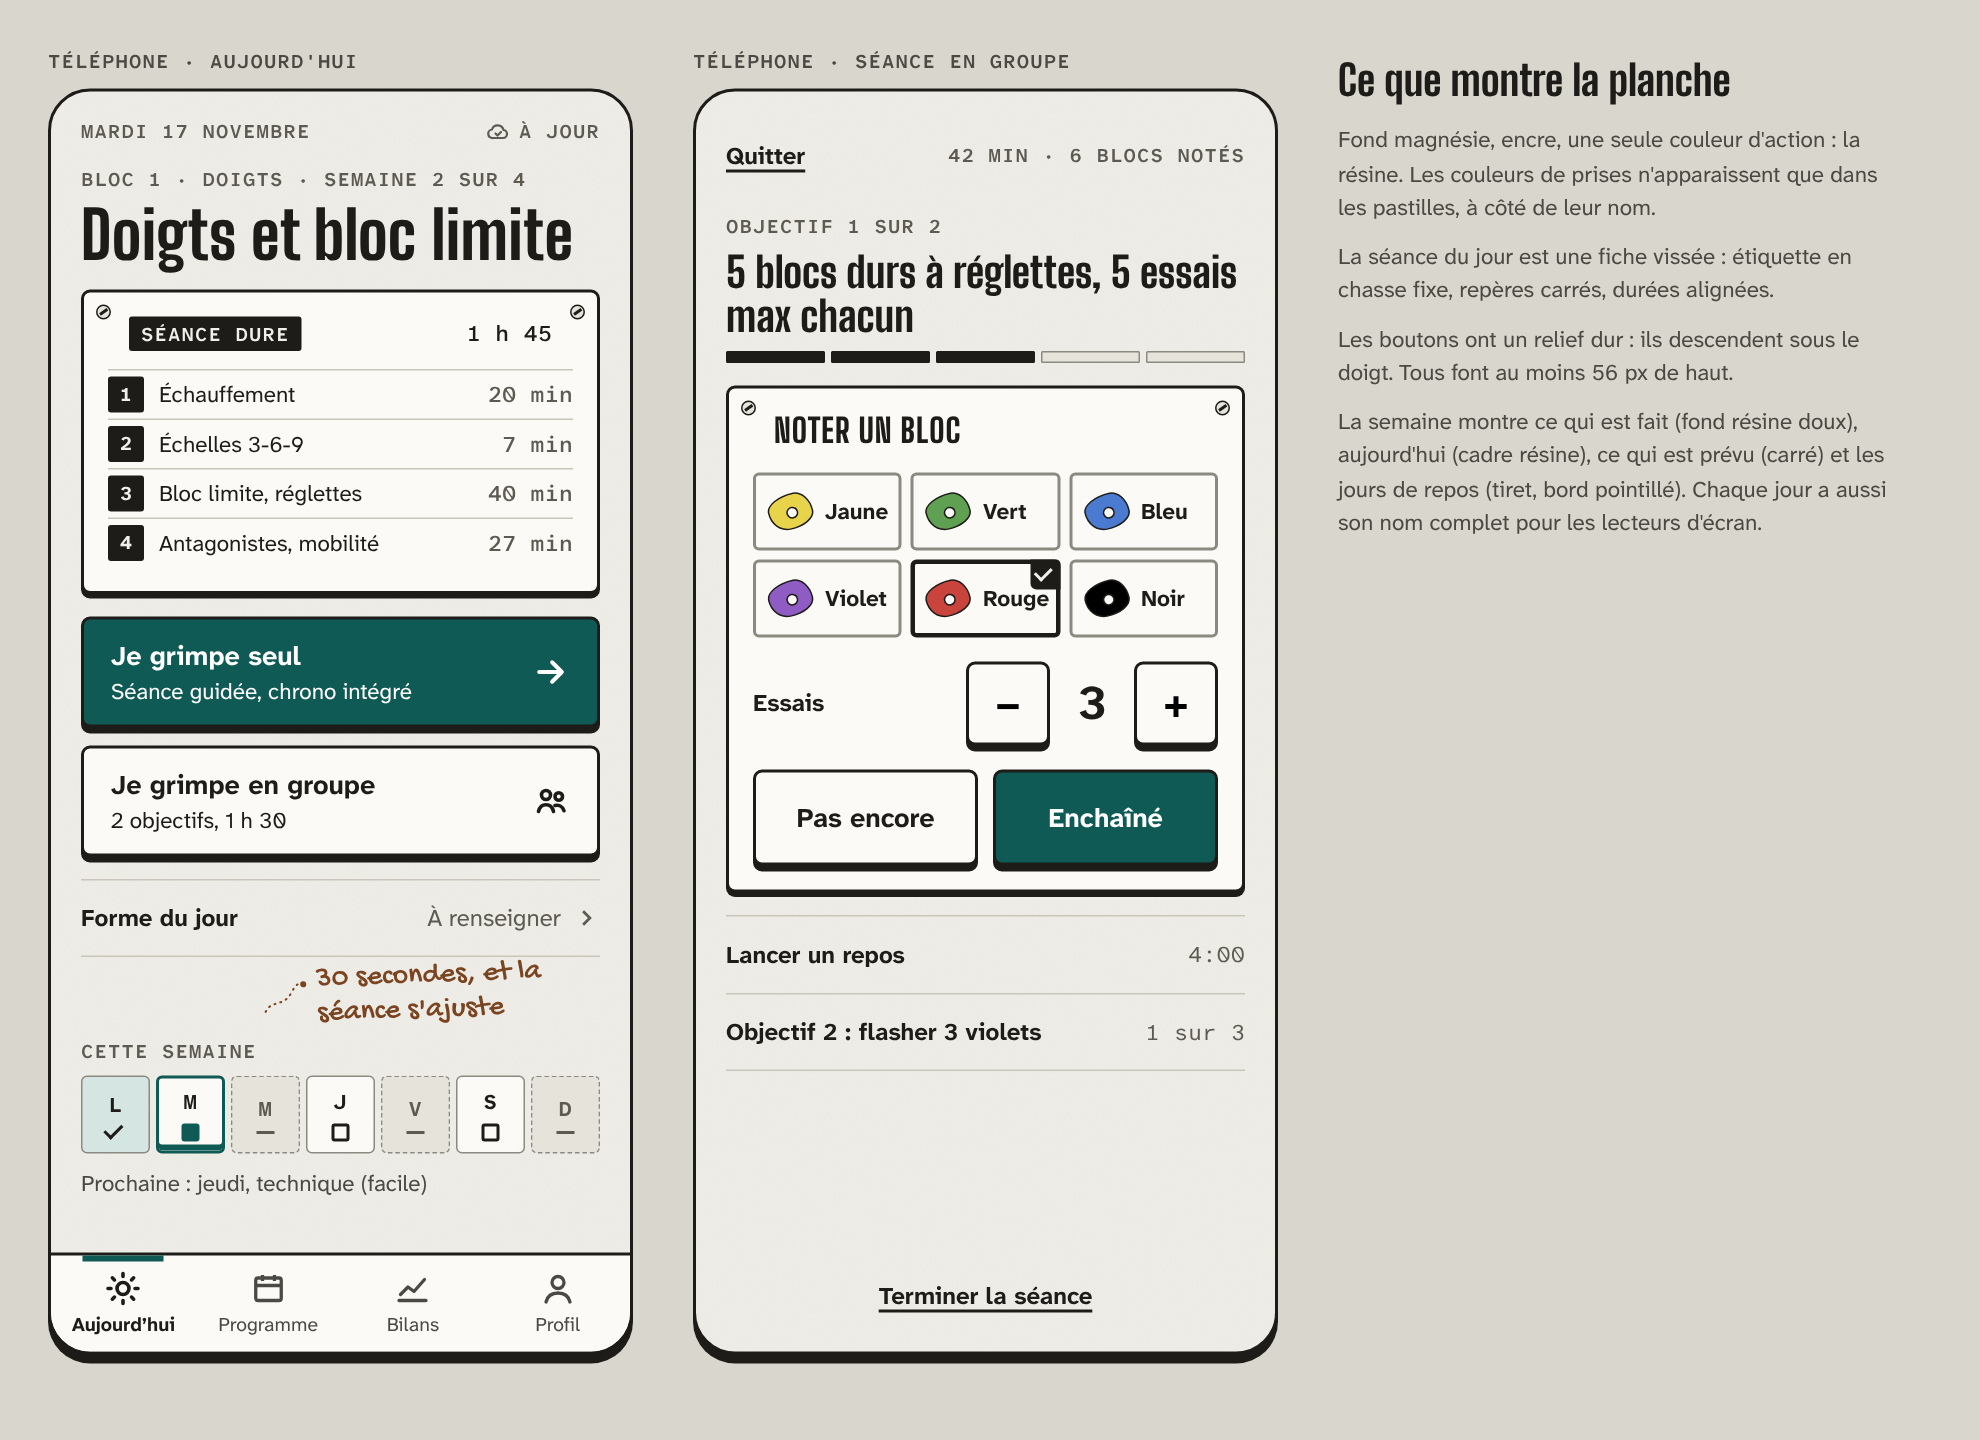 TÉLÉPHONE · AUJOURD'HUI
MARDI 17 NOVEMBRE
À JOUR
BLOC 1 · DOIGTS · SEMAINE 2 SUR 4
Doigts et bloc limite
SÉANCE DURE
1 h 45
1 Échauffement 20 min
2 Échelles 3-6-9 7 min
3 Bloc limite, réglettes 40 min
4 Antagonistes, mobilité 27 min
Je grimpe seul
Séance guidée, chrono intégré
Je grimpe en groupe
2 objectifs, 1 h 30
Forme du jour À renseigner
30 secondes, et la
séance s'ajuste
CETTE SEMAINE
L M M J V S D
Prochaine : jeudi, technique (facile)
Aujourd’hui Programme Bilans Profil
TÉLÉPHONE · SÉANCE EN GROUPE
Quitter
42 MIN · 6 BLOCS NOTÉS
OBJECTIF 1 SUR 2
5 blocs durs à réglettes, 5 essais
max chacun
NOTER UN BLOC
Jaune Vert Bleu
Violet Rouge Noir
Essais − 3 +
Pas encore Enchaîné
Lancer un repos 4:00
Objectif 2 : flasher 3 violets 1 sur 3
Terminer la séance
Ce que montre la planche
Fond magnésie, encre, une seule couleur d'action : la
résine. Les couleurs de prises n'apparaissent que dans
les pastilles, à côté de leur nom.
La séance du jour est une fiche vissée : étiquette en
chasse fixe, repères carrés, durées alignées.
Les boutons ont un relief dur : ils descendent sous le
doigt. Tous font au moins 56 px de haut.
La semaine montre ce qui est fait (fond résine doux),
aujourd'hui (cadre résine), ce qui est prévu (carré) et les
jours de repos (tiret, bord pointillé). Chaque jour a aussi
son nom complet pour les lecteurs d'écran.